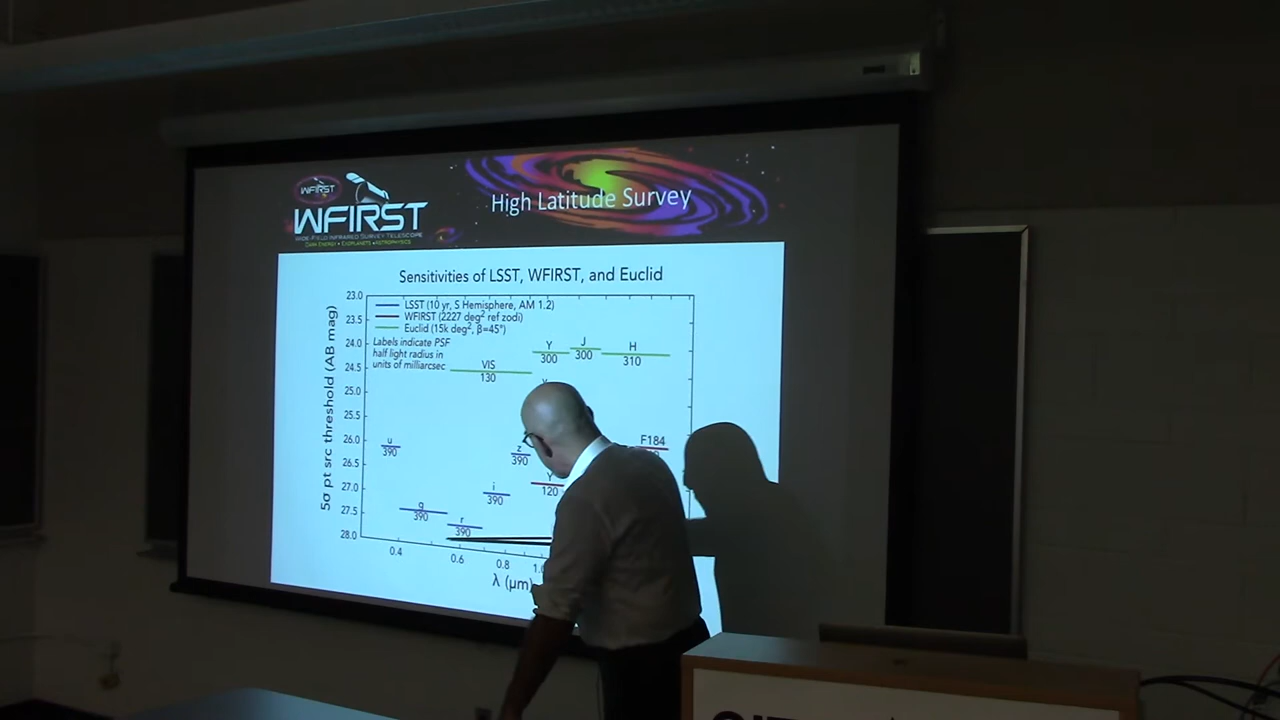 WFIRST
WFIRST
WIDE-FIELD INFRARED SURVEY TELESCOPE
DARK ENERGY • EXOPLANETS • ASTROPHYSICS
High Latitude Survey
Sensitivities of LSST, WFIRST, and Euclid
LSST (10 yr, S Hemisphere, AM 1.2)
WFIRST (2227 deg² ref zodi)
Euclid (15k deg², β=45°)
Labels indicate PSF
half light radius in
units of milliarcsec
5σ pt src threshold (AB mag)
23.0
23.5
24.0
24.5
25.0
25.5
26.0
26.5
27.0
27.5
28.0
VIS
130
Y
300
J
300
H
310
u
390
g
390
r
390
i
390
z
390
Y
Y
120
F184
0.4
0.6
0.8
1.0
λ (μm)